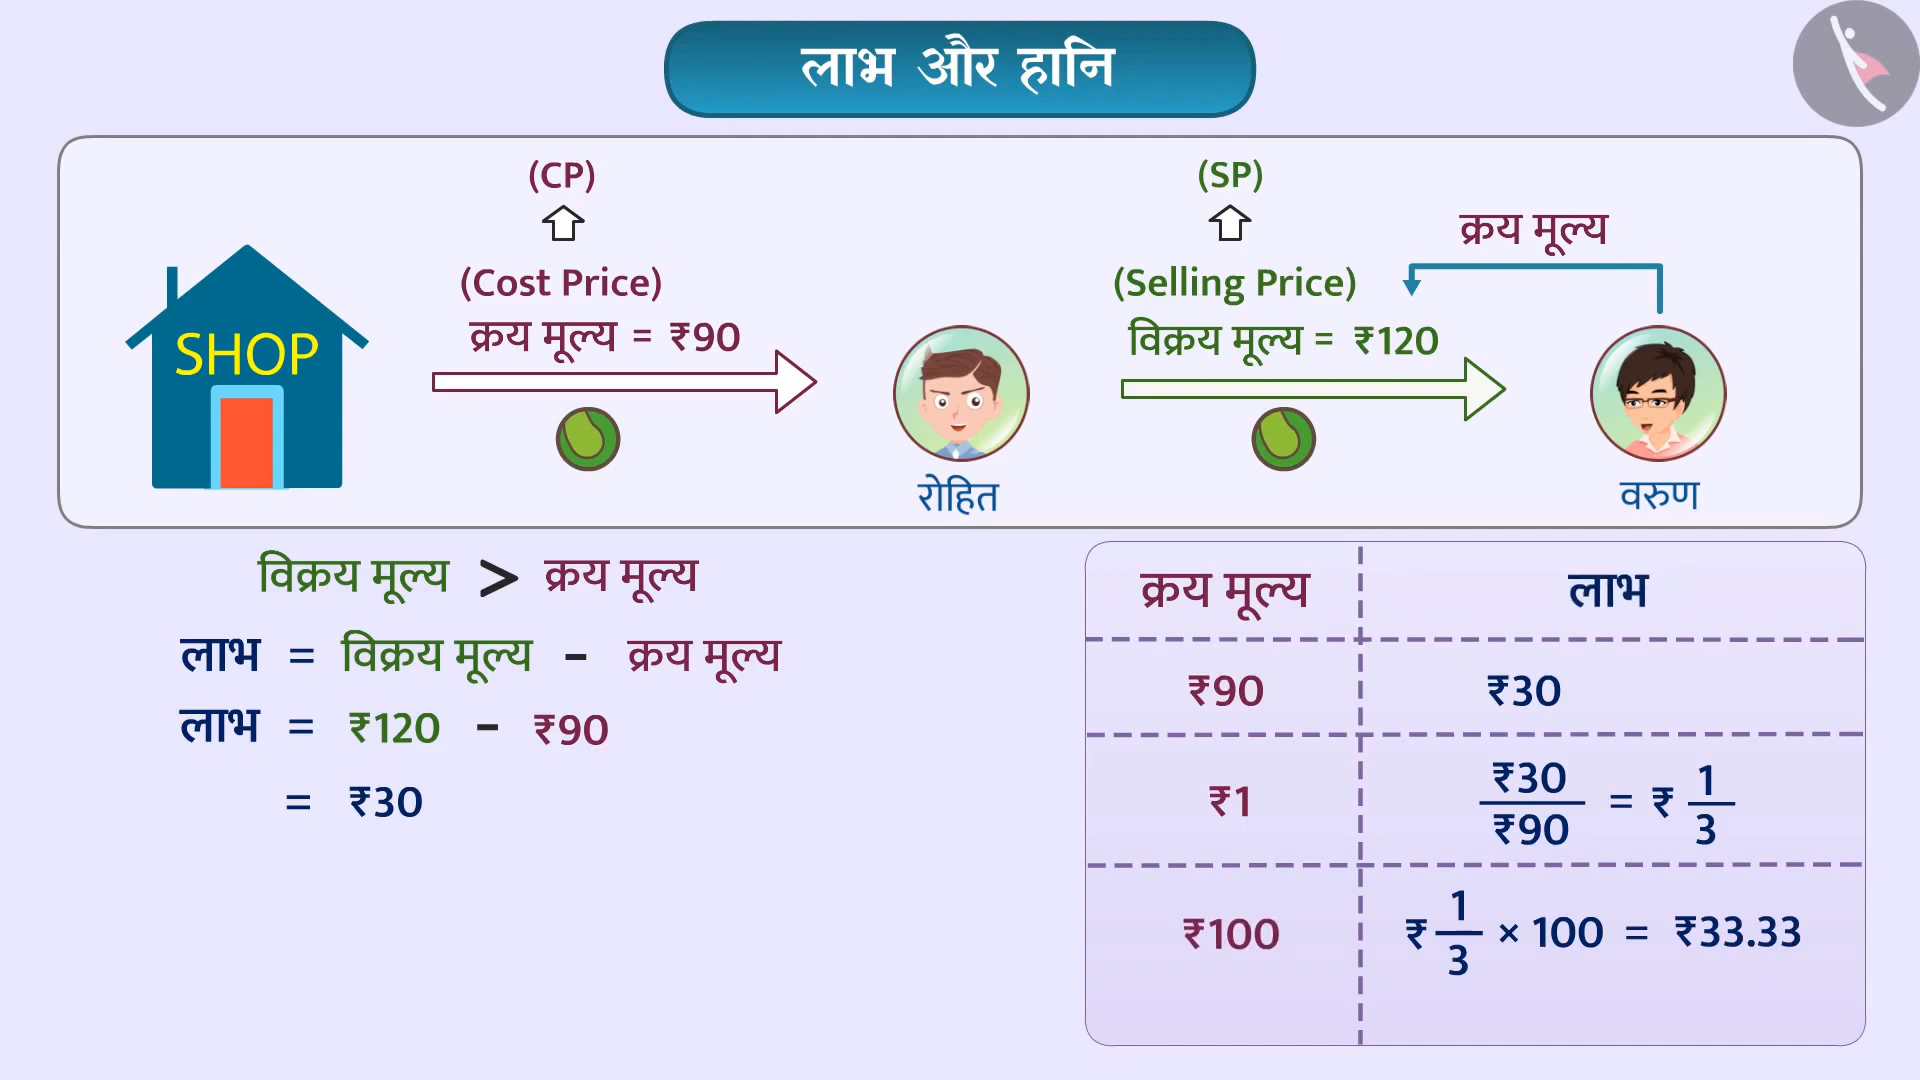 लाभ और हानि
(CP)
(SP)
क्रय मूल्य
(Cost Price)
(Selling Price)
क्रय मूल्य = ₹90
विक्रय मूल्य = ₹120
SHOP
रोहित
वरुण
विक्रय मूल्य > क्रय मूल्य
लाभ = विक्रय मूल्य - क्रय मूल्य
लाभ = ₹120 - ₹90
= ₹30
क्रय मूल्य लाभ
₹90 ₹30
₹1 ₹30/₹90 = ₹ 1/3
₹100 ₹ 1/3 × 100 = ₹33.33